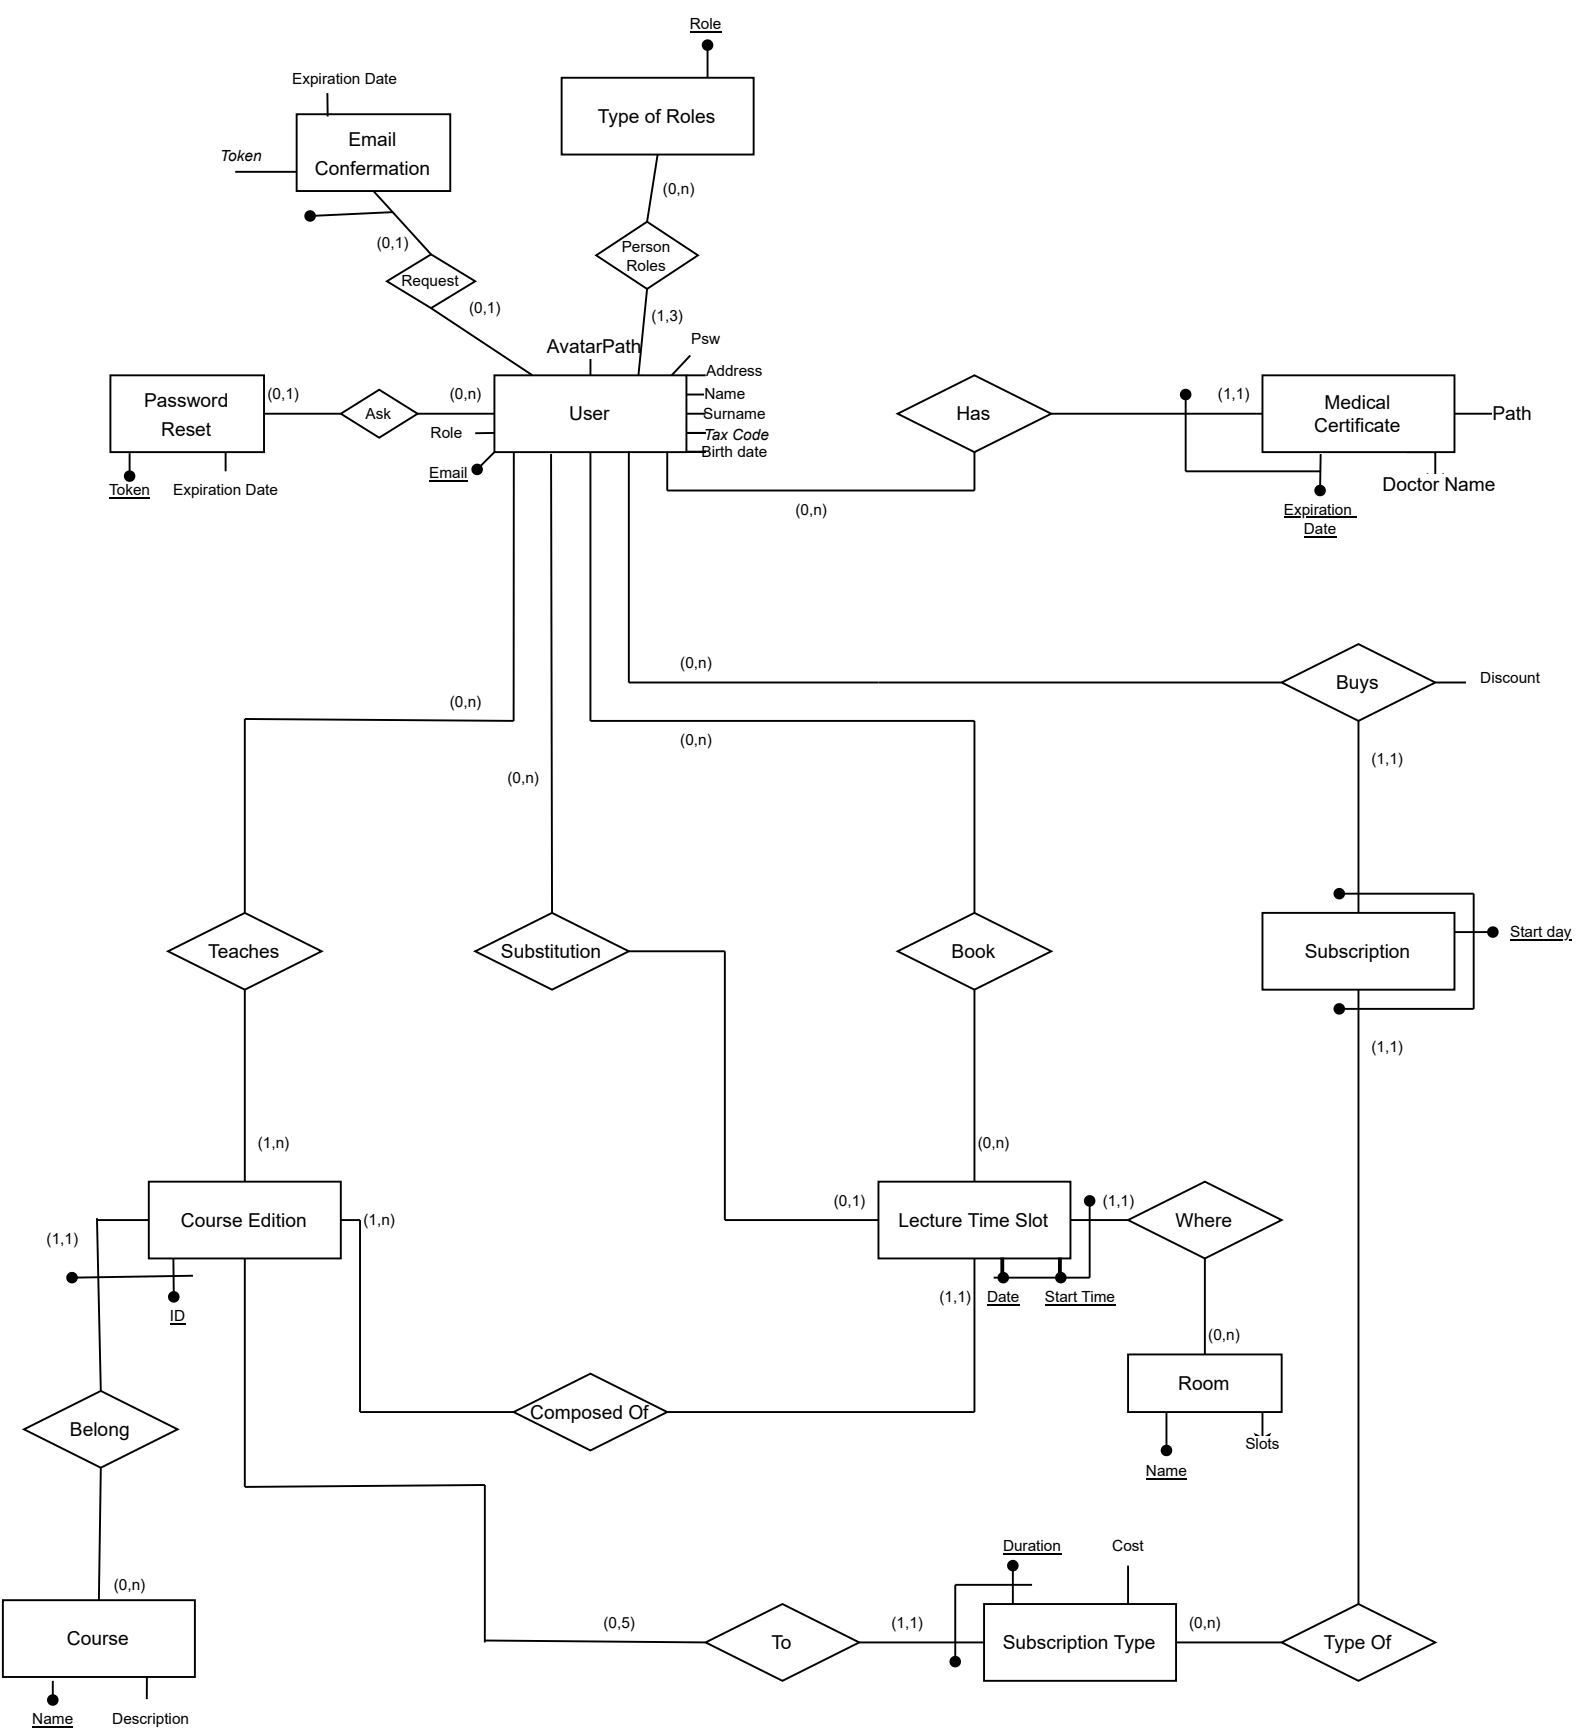 Role
Expiration Date
Type of Roles
Email
Confermation
Token
(0,n)
(0,1)
Person
Roles
Request
(0,1)
(1,3)
AvatarPath
Psw
Address
Name
Surname
Tax Code
Birth date
Password
Reset
(0,1)
Ask
(0,n)
User
Role
Email
Token
Expiration Date
Has
(1,1)
Medical
Certificate
Path
Doctor Name
Expiration
Date
(0,n)
(0,n)
Buys
Discount
(0,n)
(0,n)
(1,1)
(0,n)
Teaches
Substitution
Book
Subscription
Start day
(1,1)
(1,n)
(0,n)
Course Edition
(1,n)
(0,1)
Lecture Time Slot
(1,1)
Where
(1,1)
ID
(1,1)
Date
Start Time
(0,n)
Room
Composed Of
Belong
Slots
Name
Duration
Cost
(0,n)
Course
(0,5)
To
(1,1)
Subscription Type
(0,n)
Type Of
Name
Description